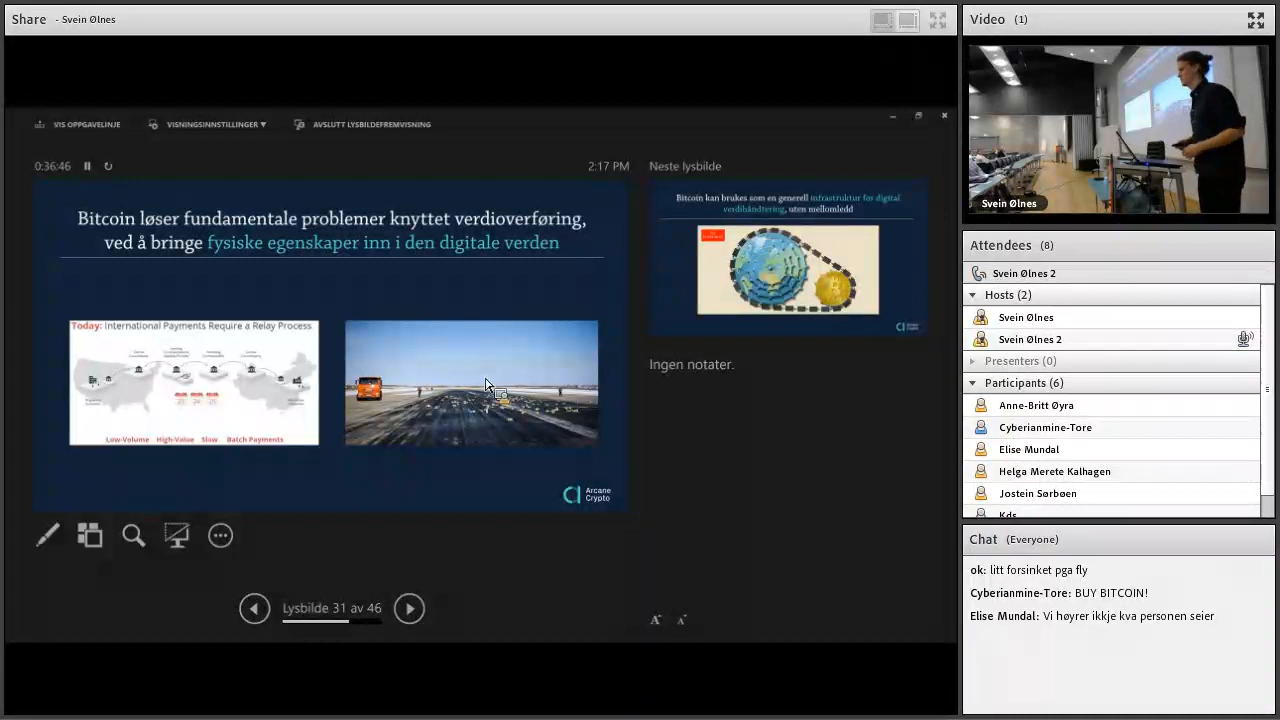 Share - Svein Ølnes
VIS OPPGAVELINJE
VISNINGSINNSTILLINGER ▾
AVSLUTT LYSBILDEFREMVISNING
0:36:46
2:17 PM
Bitcoin løser fundamentale problemer knyttet verdioverføring,
ved å bringe fysiske egenskaper inn i den digitale verden
Today: International Payments Require a Relay Process
Low-Volume High-Value Slow Batch Payments
Arcane
Crypto
Lysbilde 31 av 46
Neste lysbilde
Bitcoin kan brukes som en generell infrastruktur for digital
verdihåndtering, uten mellomledd
Ingen notater.
A A
Video (1)
Svein Ølnes
Attendees (8)
Svein Ølnes 2
Hosts (2)
Svein Ølnes
Svein Ølnes 2
Presenters (0)
Participants (6)
Anne-Britt Øyra
Cyberianmine-Tore
Elise Mundal
Helga Merete Kalhagen
Jostein Sørbøen
Kds
Chat (Everyone)
ok: litt forsinket pga fly
Cyberianmine-Tore: BUY BITCOIN!
Elise Mundal: Vi høyrer ikkje kva personen seier